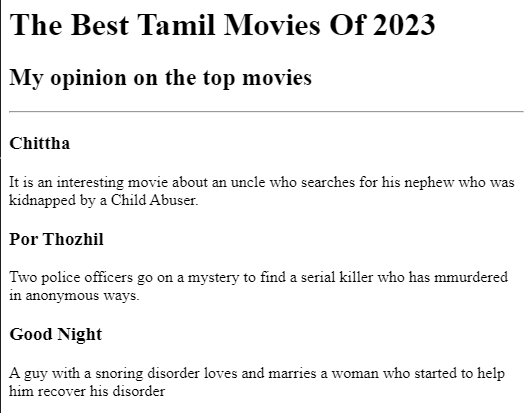 The Best Tamil Movies Of 2023
My opinion on the top movies
Chittha
It is an interesting movie about an uncle who searches for his nephew who was
kidnapped by a Child Abuser.
Por Thozhil
Two police officers go on a mystery to find a serial killer who has mmurdered
in anonymous ways.
Good Night
A guy with a snoring disorder loves and marries a woman who started to help
him recover his disorder